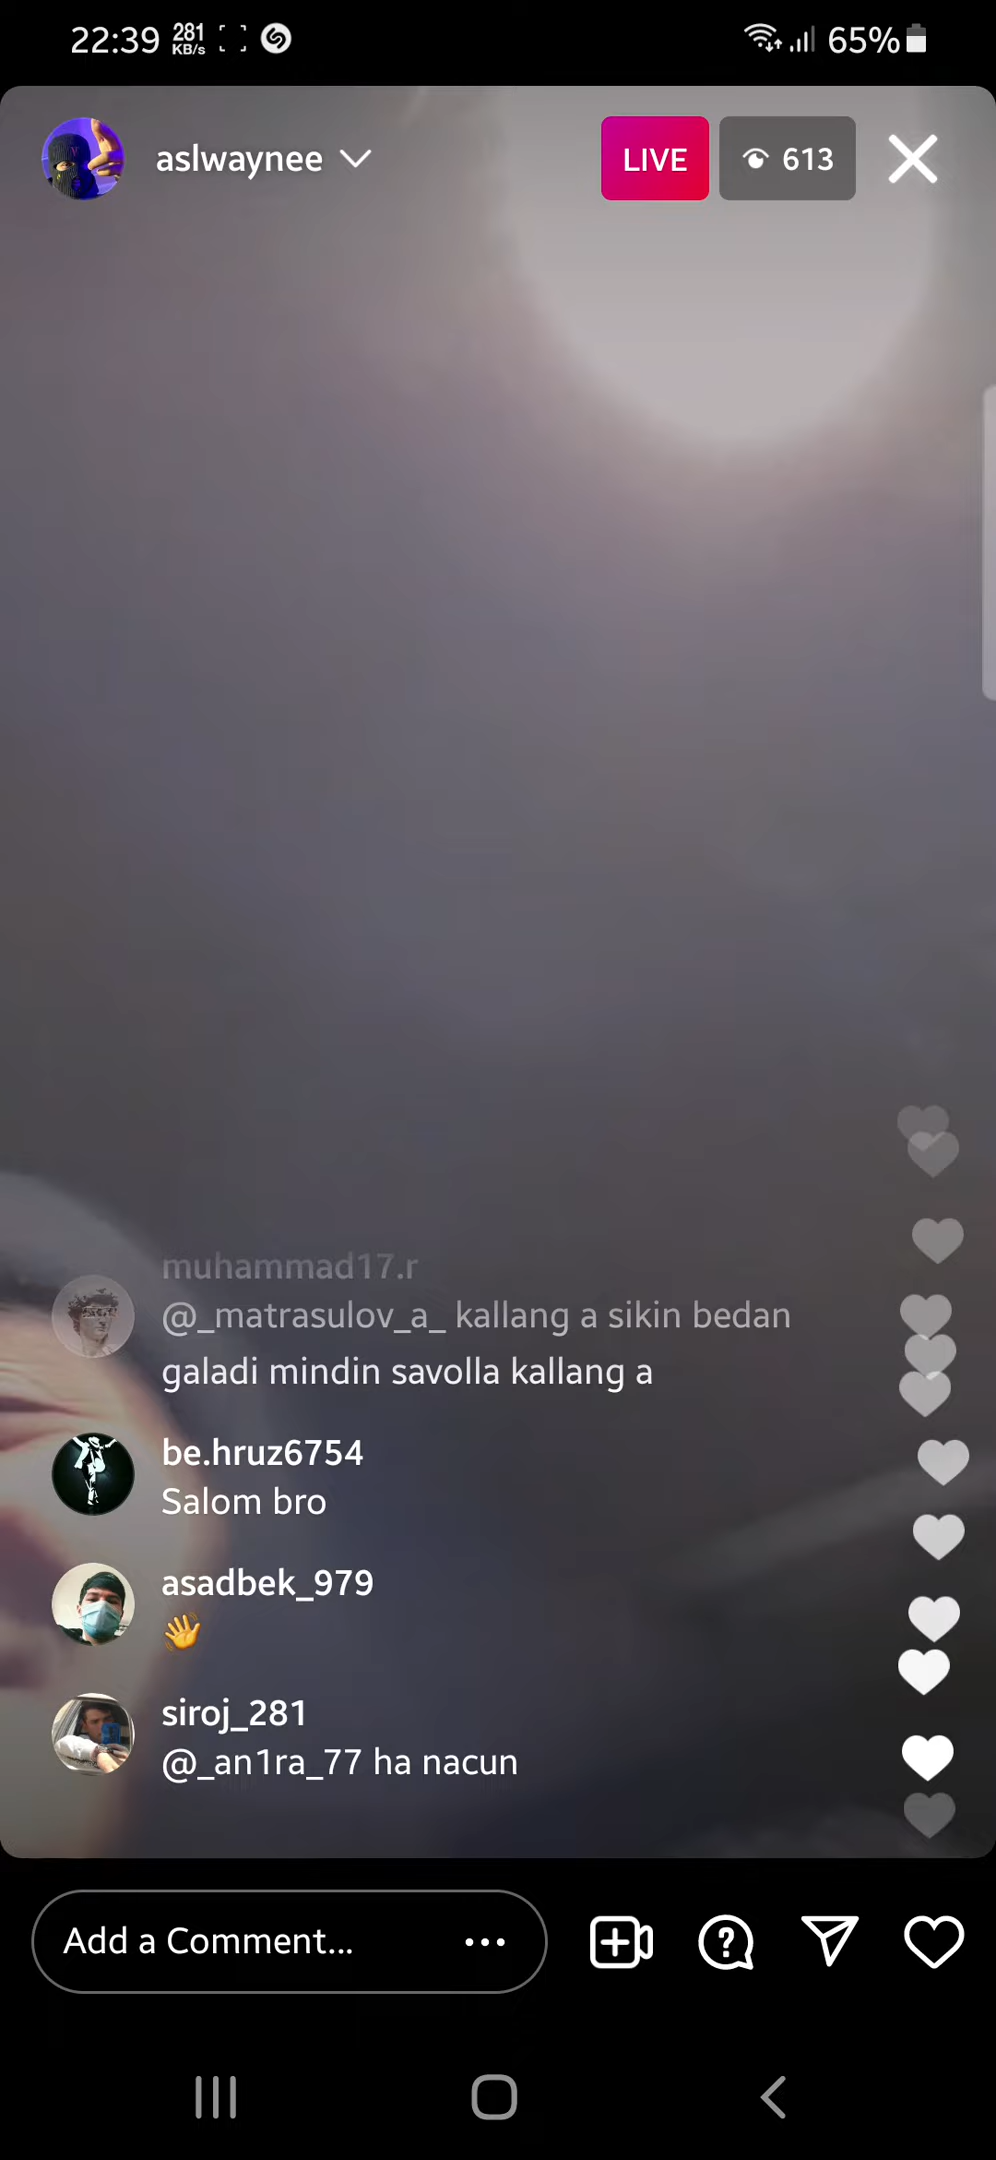 22:39 281 KB/s 65%
aslwaynee LIVE 613
muhammad17.r
@_matrasulov_a_ kallang a sikin bedan
galadi mindin savolla kallang a
be.hruz6754
Salom bro
asadbek_979
👋
siroj_281
@_an1ra_77 ha nacun
Add a Comment...